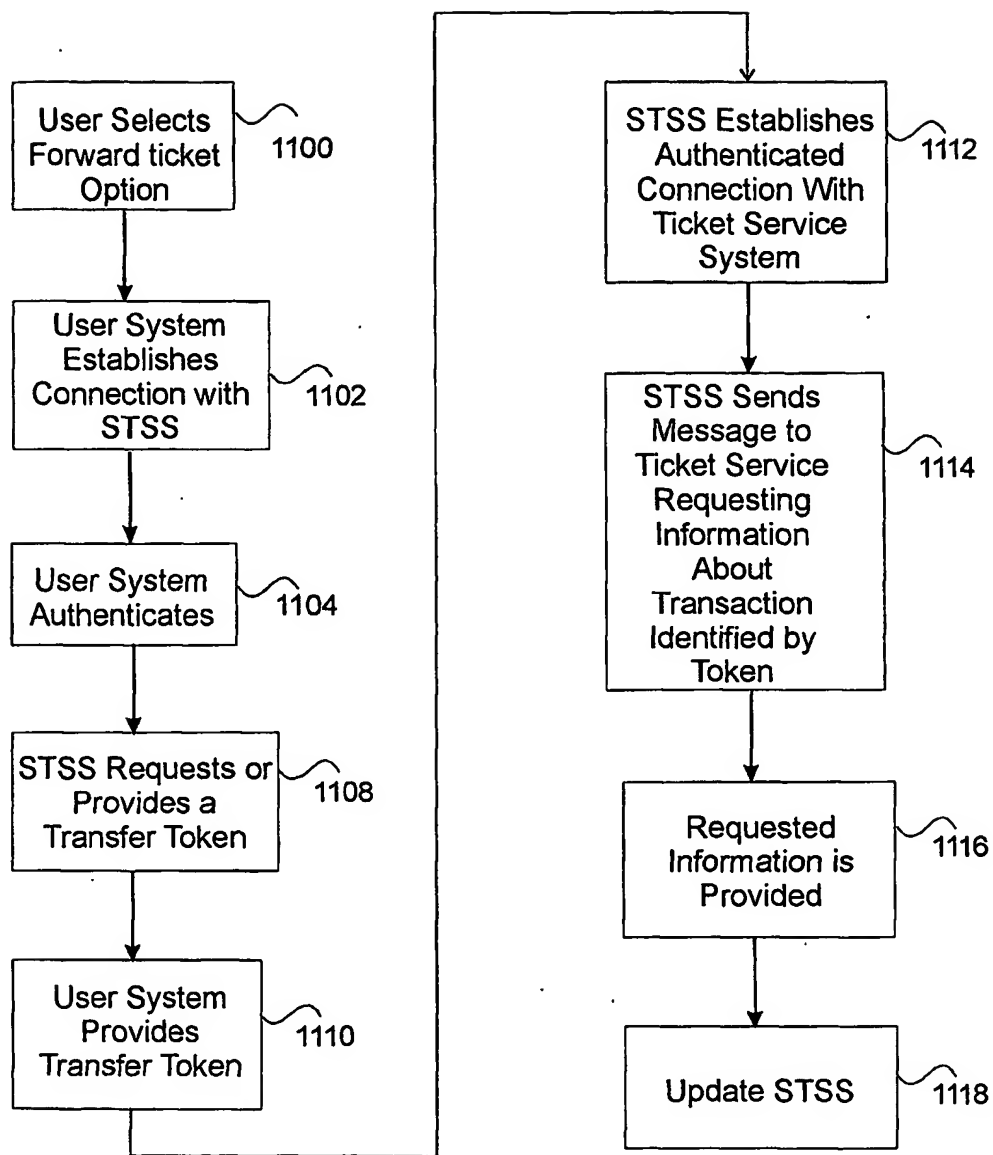 User Selects
Forward ticket
Option
1100
User System
Establishes
Connection with
STSS
1102
User System
Authenticates
1104
STSS Requests or
Provides a
Transfer Token
1108
User System
Provides
Transfer Token
1110
STSS Establishes
Authenticated
Connection With
Ticket Service
System
1112
STSS Sends
Message to
Ticket Service
Requesting
Information
About
Transaction
Identified by
Token
1114
Requested
Information is
Provided
1116
Update STSS
1118